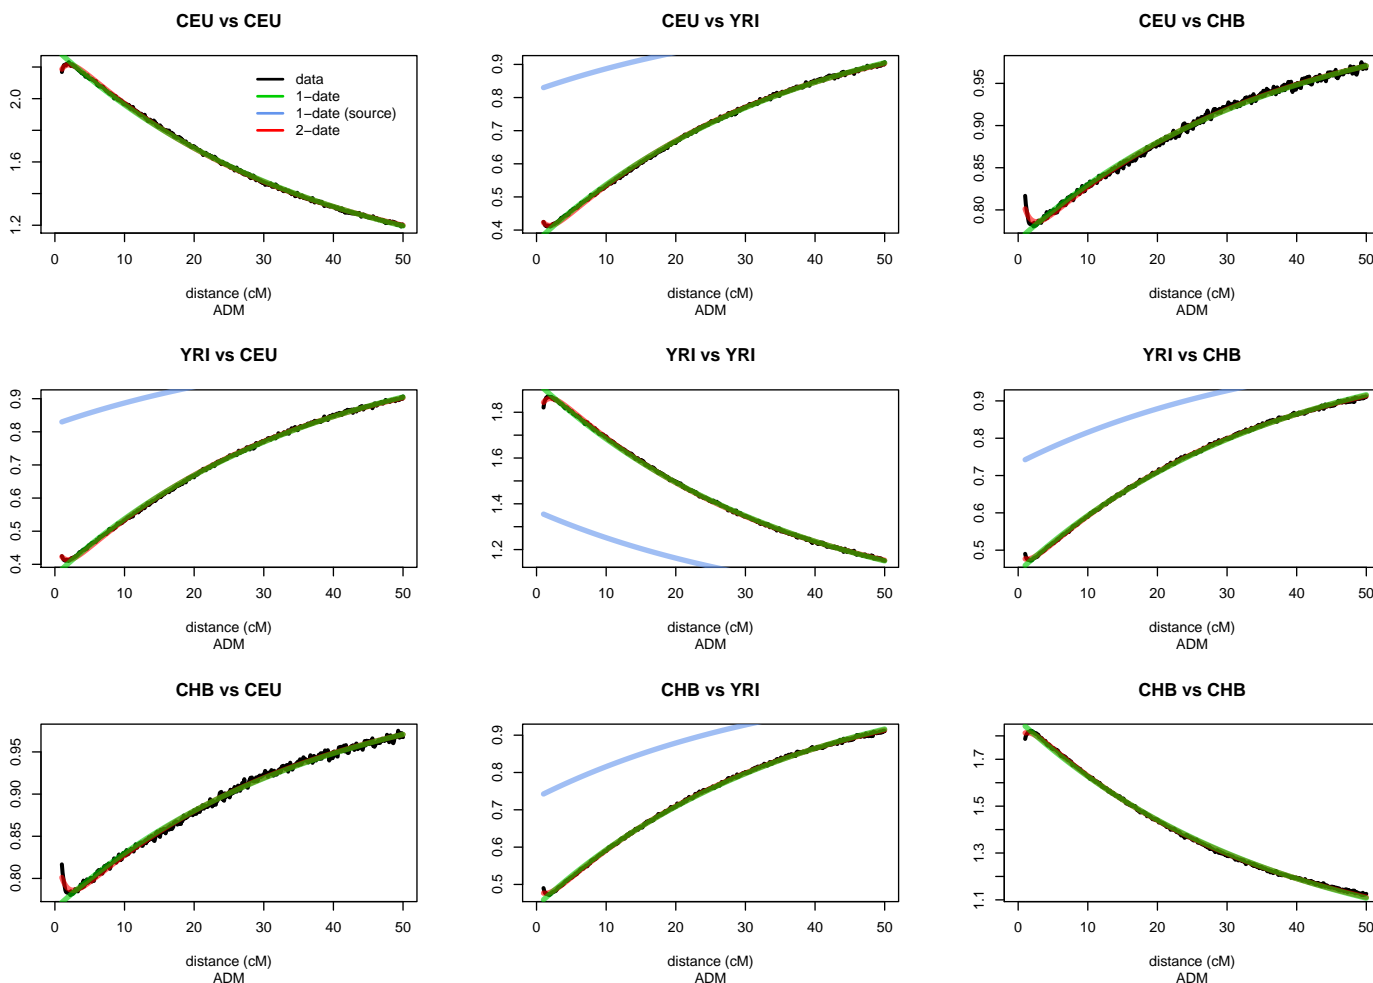 CEU vs CEU
2.0
1.6
1.2
data
1−date
1−date (source)
2−date
0 10 20 30 40 50
distance (cM)
ADM
CEU vs YRI
0.9
0.8
0.7
0.6
0.5
0.4
0 10 20 30 40 50
distance (cM)
ADM
CEU vs CHB
0.95
0.90
0.85
0.80
0 10 20 30 40 50
distance (cM)
ADM
YRI vs CEU
0.9
0.8
0.7
0.6
0.5
0.4
0 10 20 30 40 50
distance (cM)
ADM
YRI vs YRI
1.8
1.6
1.4
1.2
0 10 20 30 40 50
distance (cM)
ADM
YRI vs CHB
0.9
0.8
0.7
0.6
0.5
0 10 20 30 40 50
distance (cM)
ADM
CHB vs CEU
0.95
0.90
0.85
0.80
0 10 20 30 40 50
distance (cM)
ADM
CHB vs YRI
0.9
0.8
0.7
0.6
0.5
0 10 20 30 40 50
distance (cM)
ADM
CHB vs CHB
1.7
1.5
1.3
1.1
0 10 20 30 40 50
distance (cM)
ADM